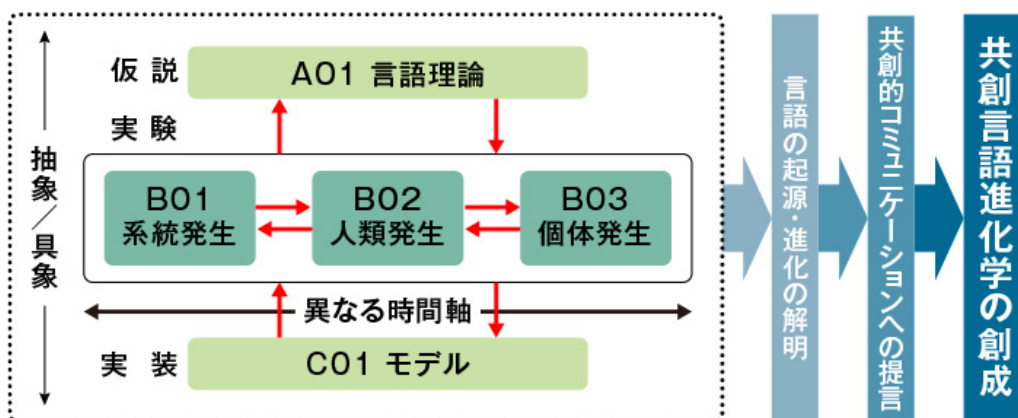 仮説
A01 言語理論
実験
抽象／具象
B01
系統発生
B02
人類発生
B03
個体発生
異なる時間軸
実装
C01 モデル
言語の起源・進化の解明
共創的コミュニケーションへの提言
共創言語進化学の創成